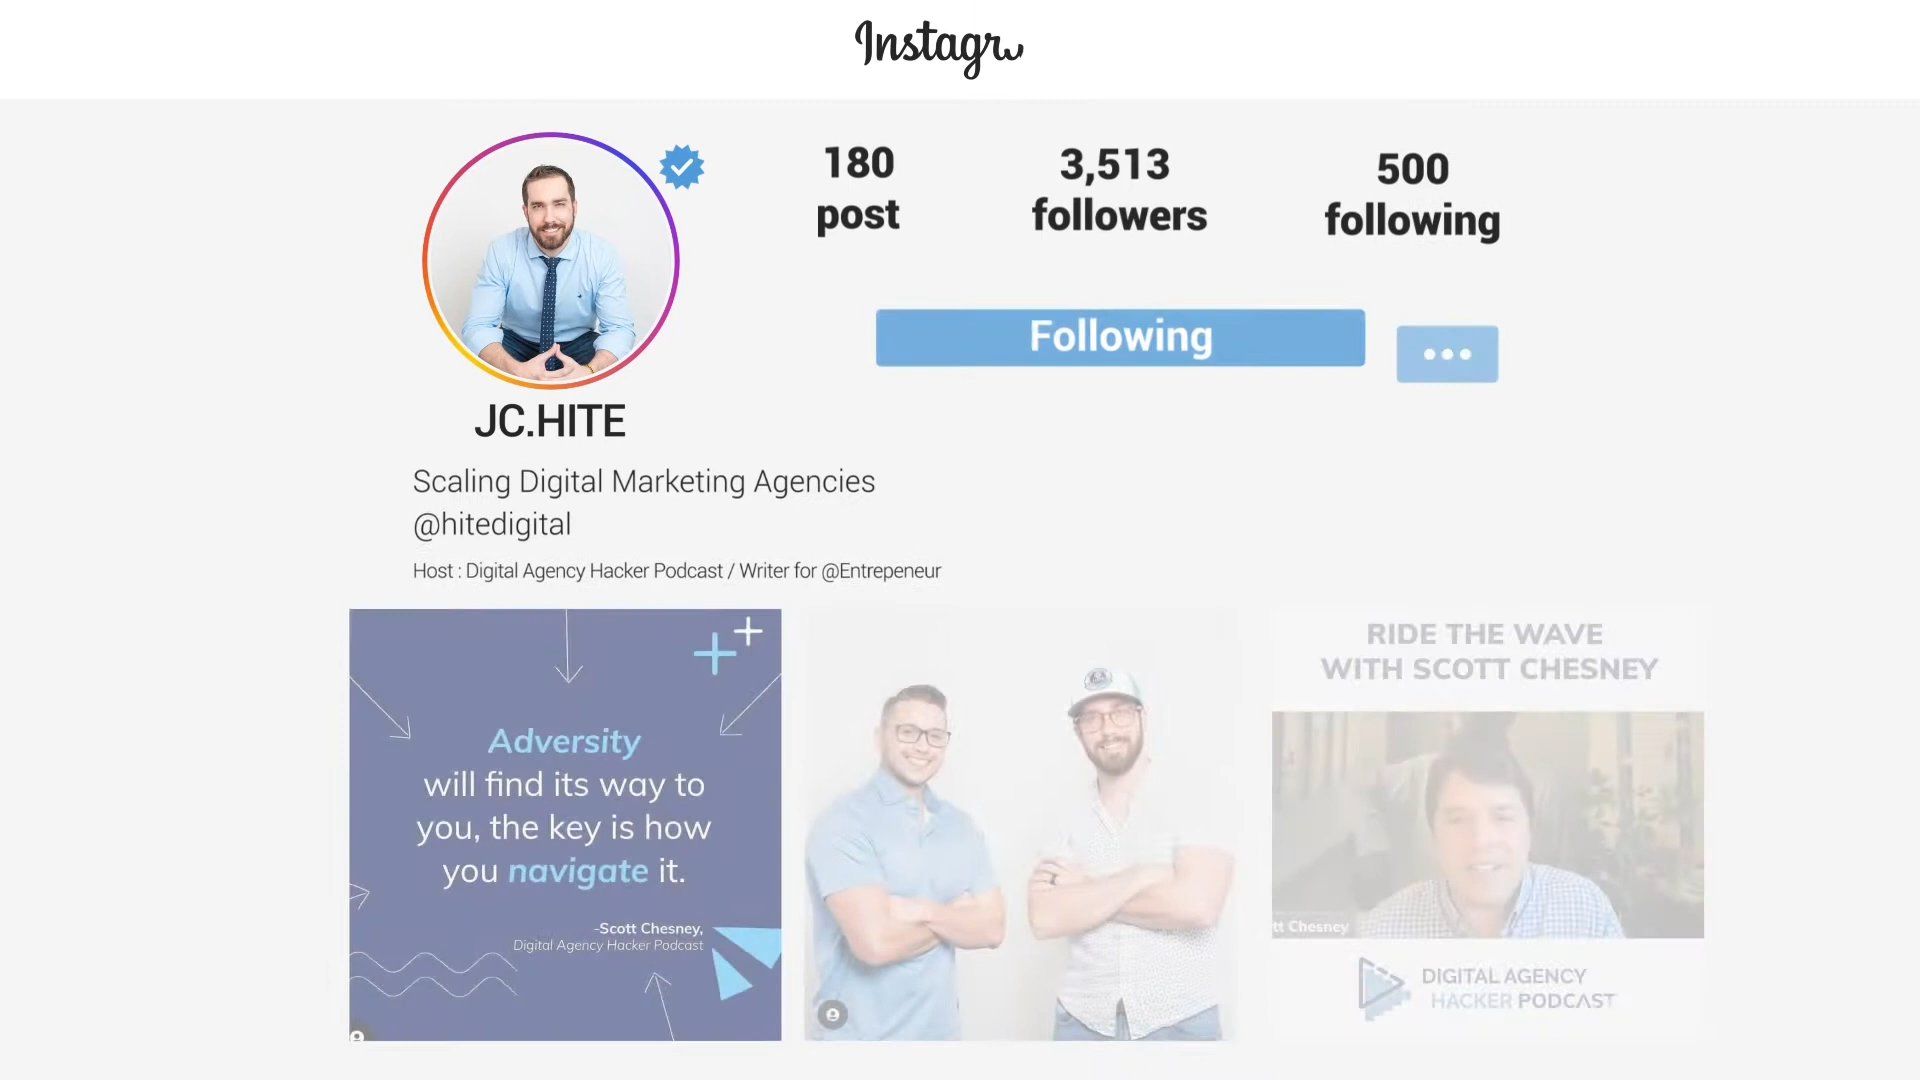 Instagr
180
post
3,513
followers
500
following
Following
JC.HITE
Scaling Digital Marketing Agencies
@hitedigital
Host : Digital Agency Hacker Podcast / Writer for @Entrepeneur
Adversity
will find its way to
you, the key is how
you navigate it.
-Scott Chesney,
Digital Agency Hacker Podcast
RIDE THE WAVE
WITH SCOTT CHESNEY
tt Chesney
DIGITAL AGENCY
HACKER PODCAST